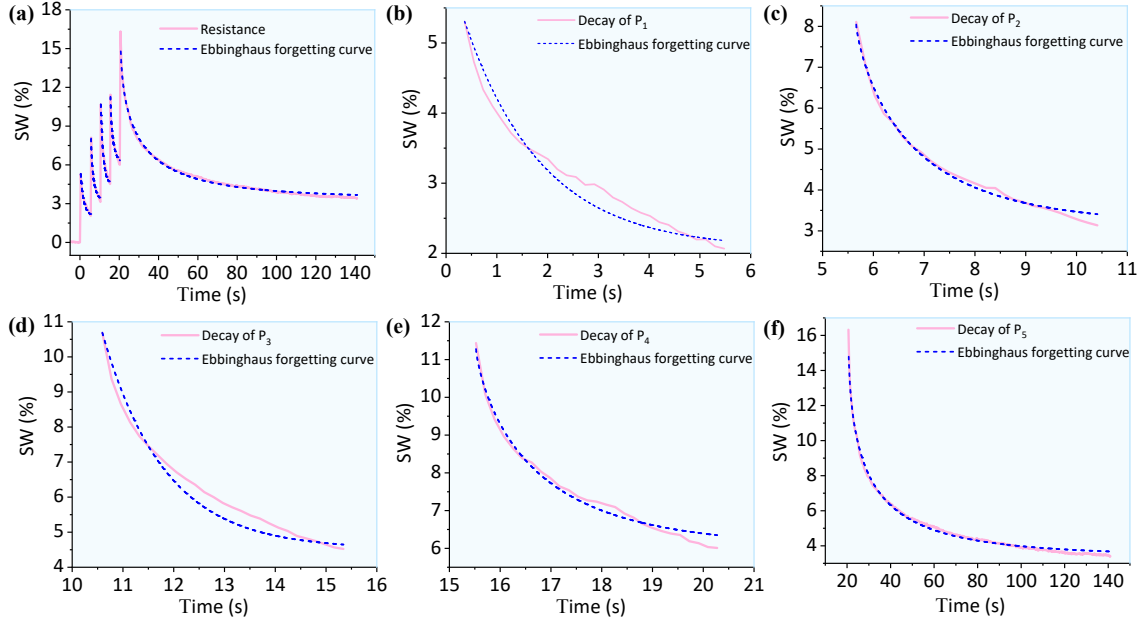 (a)
Resistance
Ebbinghaus forgetting curve
SW (%)
18
15
12
9
6
3
0
0 20 40 60 80 100 120 140
Time (s)
(b)
Decay of P1
Ebbinghaus forgetting curve
SW (%)
5
4
3
2
0 1 2 3 4 5 6
Time (s)
(c)
Decay of P2
Ebbinghaus forgetting curve
SW (%)
8
7
6
5
4
3
5 6 7 8 9 10 11
Time (s)
(d)
Decay of P3
Ebbinghaus forgetting curve
SW (%)
11
10
9
8
7
6
5
4
10 11 12 13 14 15 16
Time (s)
(e)
Decay of P4
Ebbinghaus forgetting curve
SW (%)
12
11
10
9
8
7
6
15 16 17 18 19 20 21
Time (s)
(f)
Decay of P5
Ebbinghaus forgetting curve
SW (%)
16
14
12
10
8
6
4
20 40 60 80 100 120 140
Time (s)